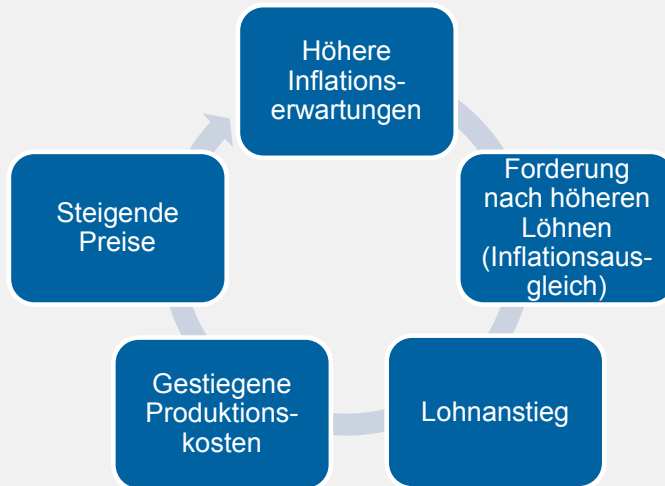 Höhere
Inflations-
erwartungen
Forderung
nach höheren
Löhnen
(Inflationsaus-
gleich)
Lohnanstieg
Gestiegene
Produktions-
kosten
Steigende
Preise